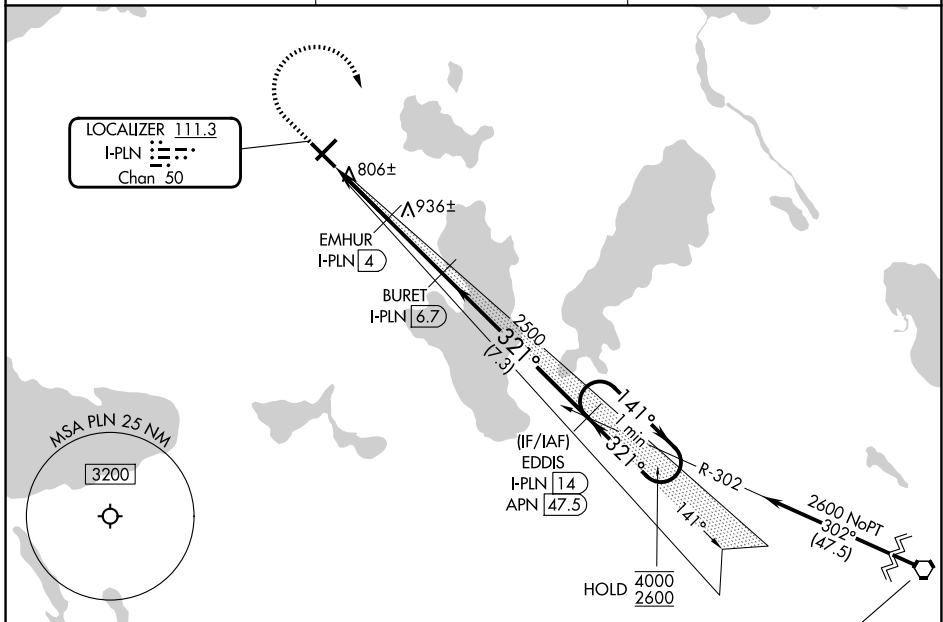 LOCALIZER 111.3
I-PLN
Chan 50
806±
936±
EMHUR
I-PLN 4
BURET
I-PLN 6.7
2500
321°
(7.3)
141°
1 min
321°
(IF/IAF)
EDDIS
I-PLN 14
APN 47.5
R-302
2600 NoPT
302°
(47.5)
141°
HOLD 4000
2600
MSA PLN 25 NM
3200